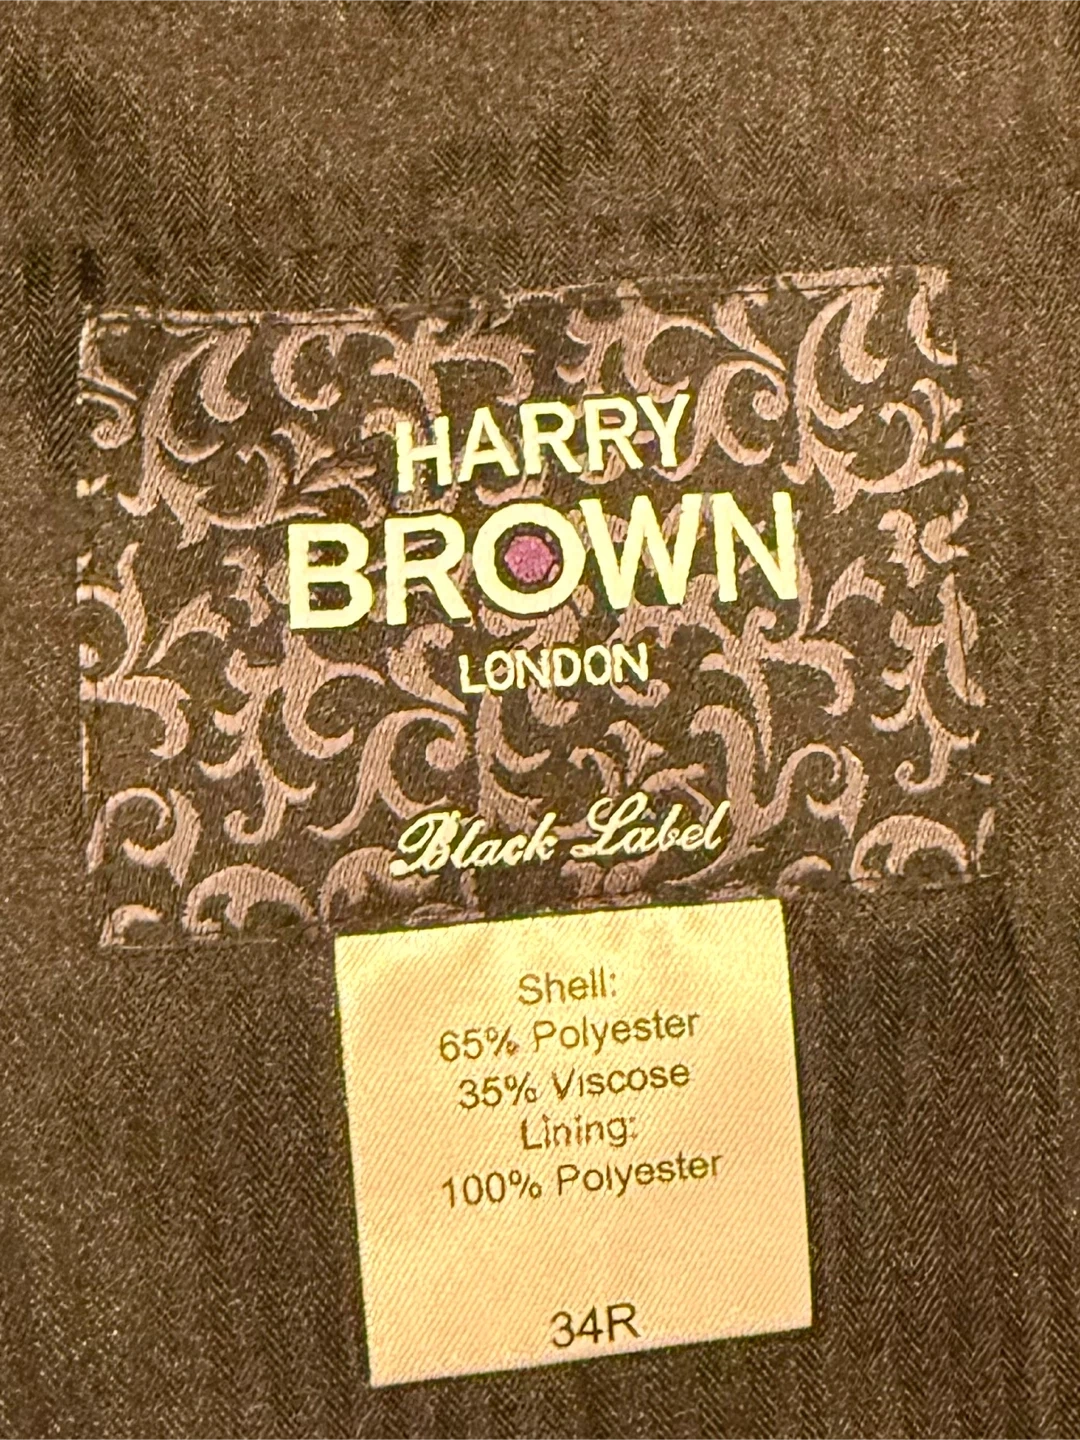 HARRY
BROWN
LONDON
Black Label
Shell:
65% Polyester
35% Viscose
Lining:
100% Polyester
34R